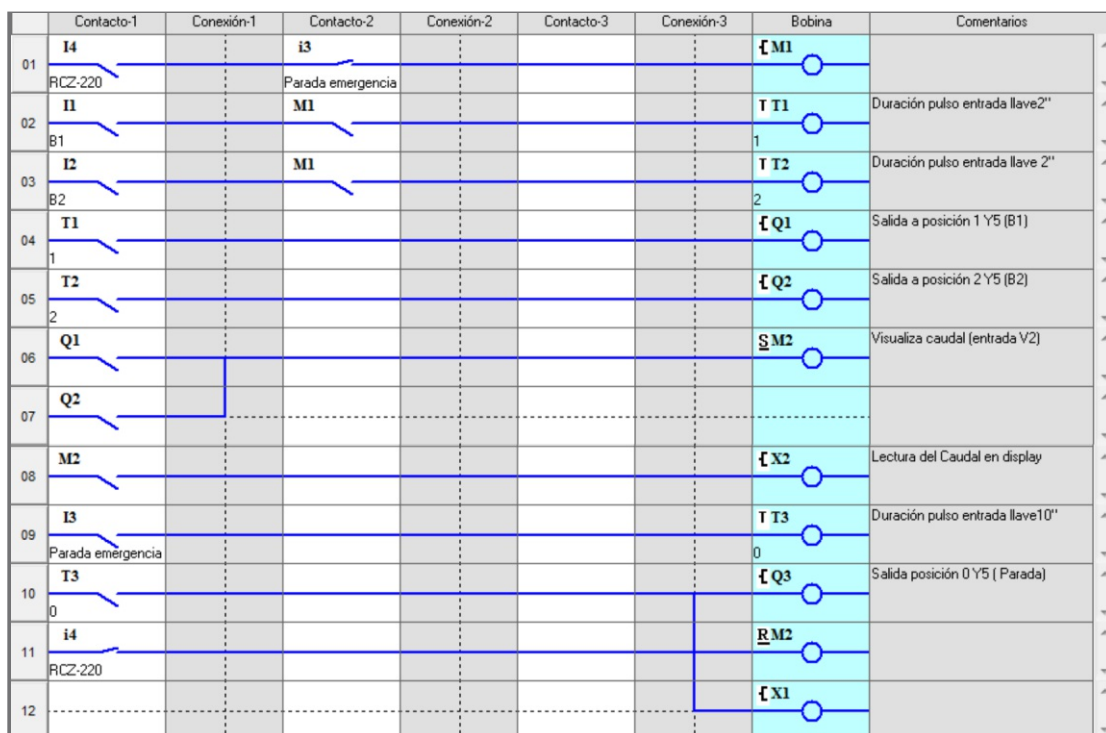 Contacto-1 Conexión-1 Contacto-2 Conexión-2 Contacto-3 Conexión-3 Bobina Comentarios
I4 i3 [M1
01
RCZ-220 Parada emergencia
I1 M1 T T1 Duración pulso entrada llave2"
02
B1 1
I2 M1 T T2 Duración pulso entrada llave 2"
03
B2 2
T1 [Q1 Salida a posición 1 Y5 (B1)
04
1
T2 [Q2 Salida a posición 2 Y5 (B2)
05
2
Q1 S M2 Visualiza caudal (entrada V2)
06
Q2
07
M2 [X2 Lectura del Caudal en display
08
I3 T T3 Duración pulso entrada llave10"
09
Parada emergencia 0
T3 [Q3 Salida posición 0 Y5 ( Parada)
10
0
i4 R M2
11
RCZ-220
[X1
12